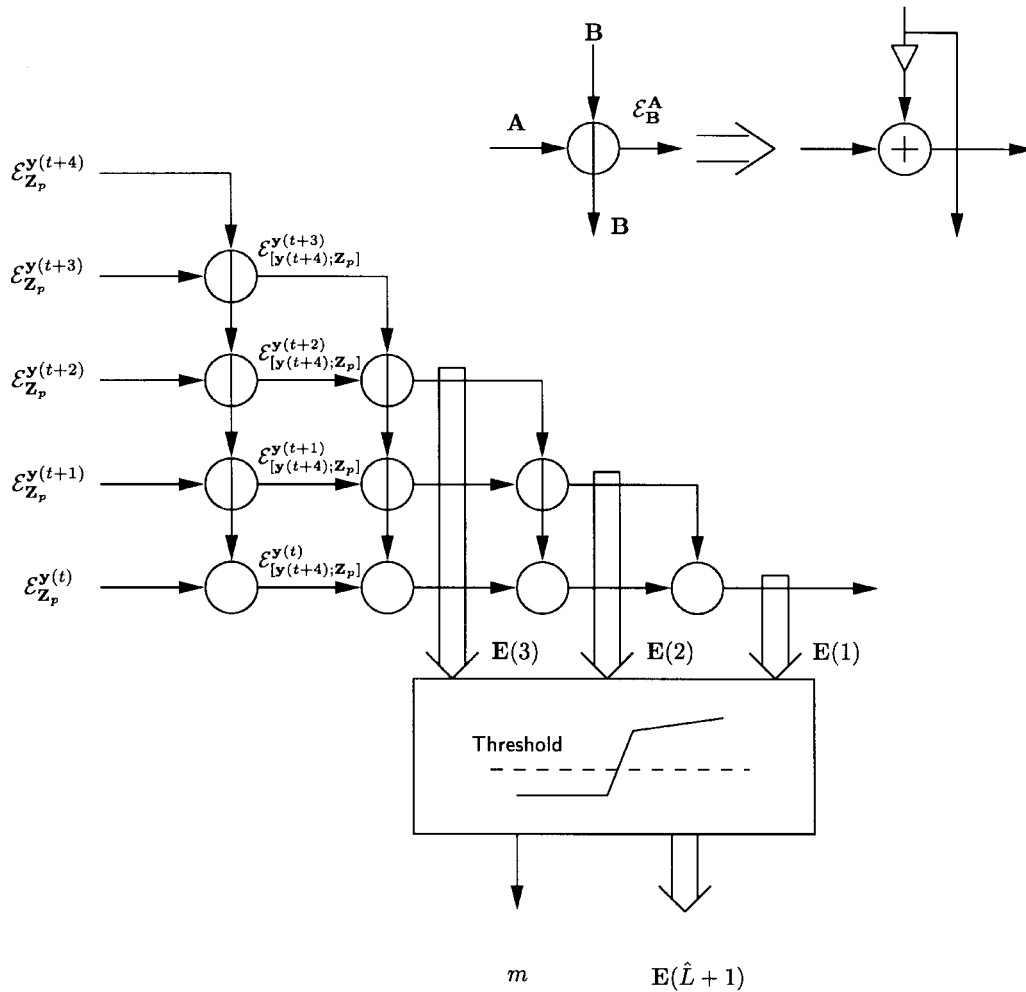 B
A
ℰ_B^A
B
+
ℰ_{Z_p}^{y(t+4)}
ℰ_{Z_p}^{y(t+3)}
ℰ_{[y(t+4);Z_p]}^{y(t+3)}
ℰ_{Z_p}^{y(t+2)}
ℰ_{[y(t+4);Z_p]}^{y(t+2)}
ℰ_{Z_p}^{y(t+1)}
ℰ_{[y(t+4);Z_p]}^{y(t+1)}
ℰ_{Z_p}^{y(t)}
ℰ_{[y(t+4);Z_p]}^{y(t)}
E(3) E(2) E(1)
Threshold
m E(L̂ + 1)